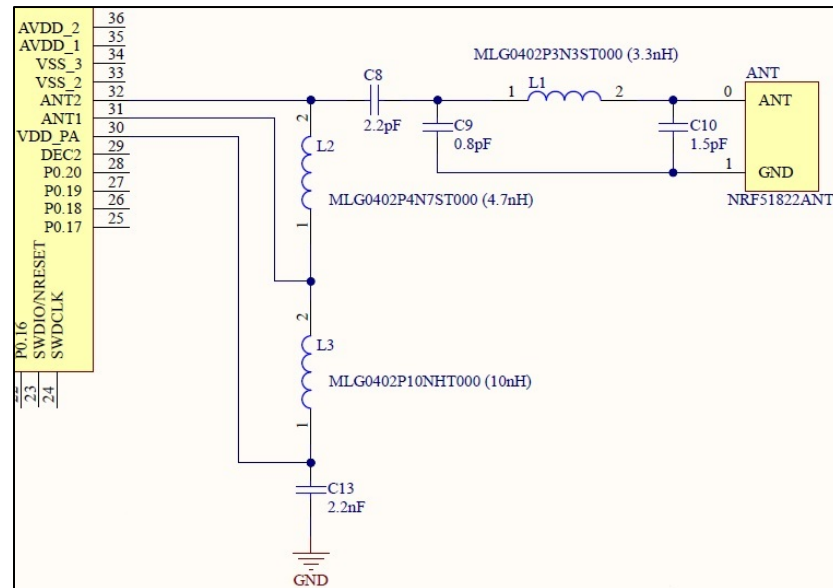 AVDD_2 36
AVDD_1 35
VSS_3 34
VSS_2 33
ANT2 32
ANT1 31
VDD_PA 30
DEC2 29
P0.20 28
P0.19 27
P0.18 26
P0.17 25
P0.16
SWDIO/NRESET
SWDCLK
23
24
MLG0402P3N3ST000 (3.3nH)
C8
2.2pF
1 L1 2
C9
0.8pF
C10
1.5pF
ANT
0 ANT
1 GND
NRF51822ANT
2
L2
MLG0402P4N7ST000 (4.7nH)
1
2
L3
MLG0402P10NHT000 (10nH)
1
C13
2.2nF
GND